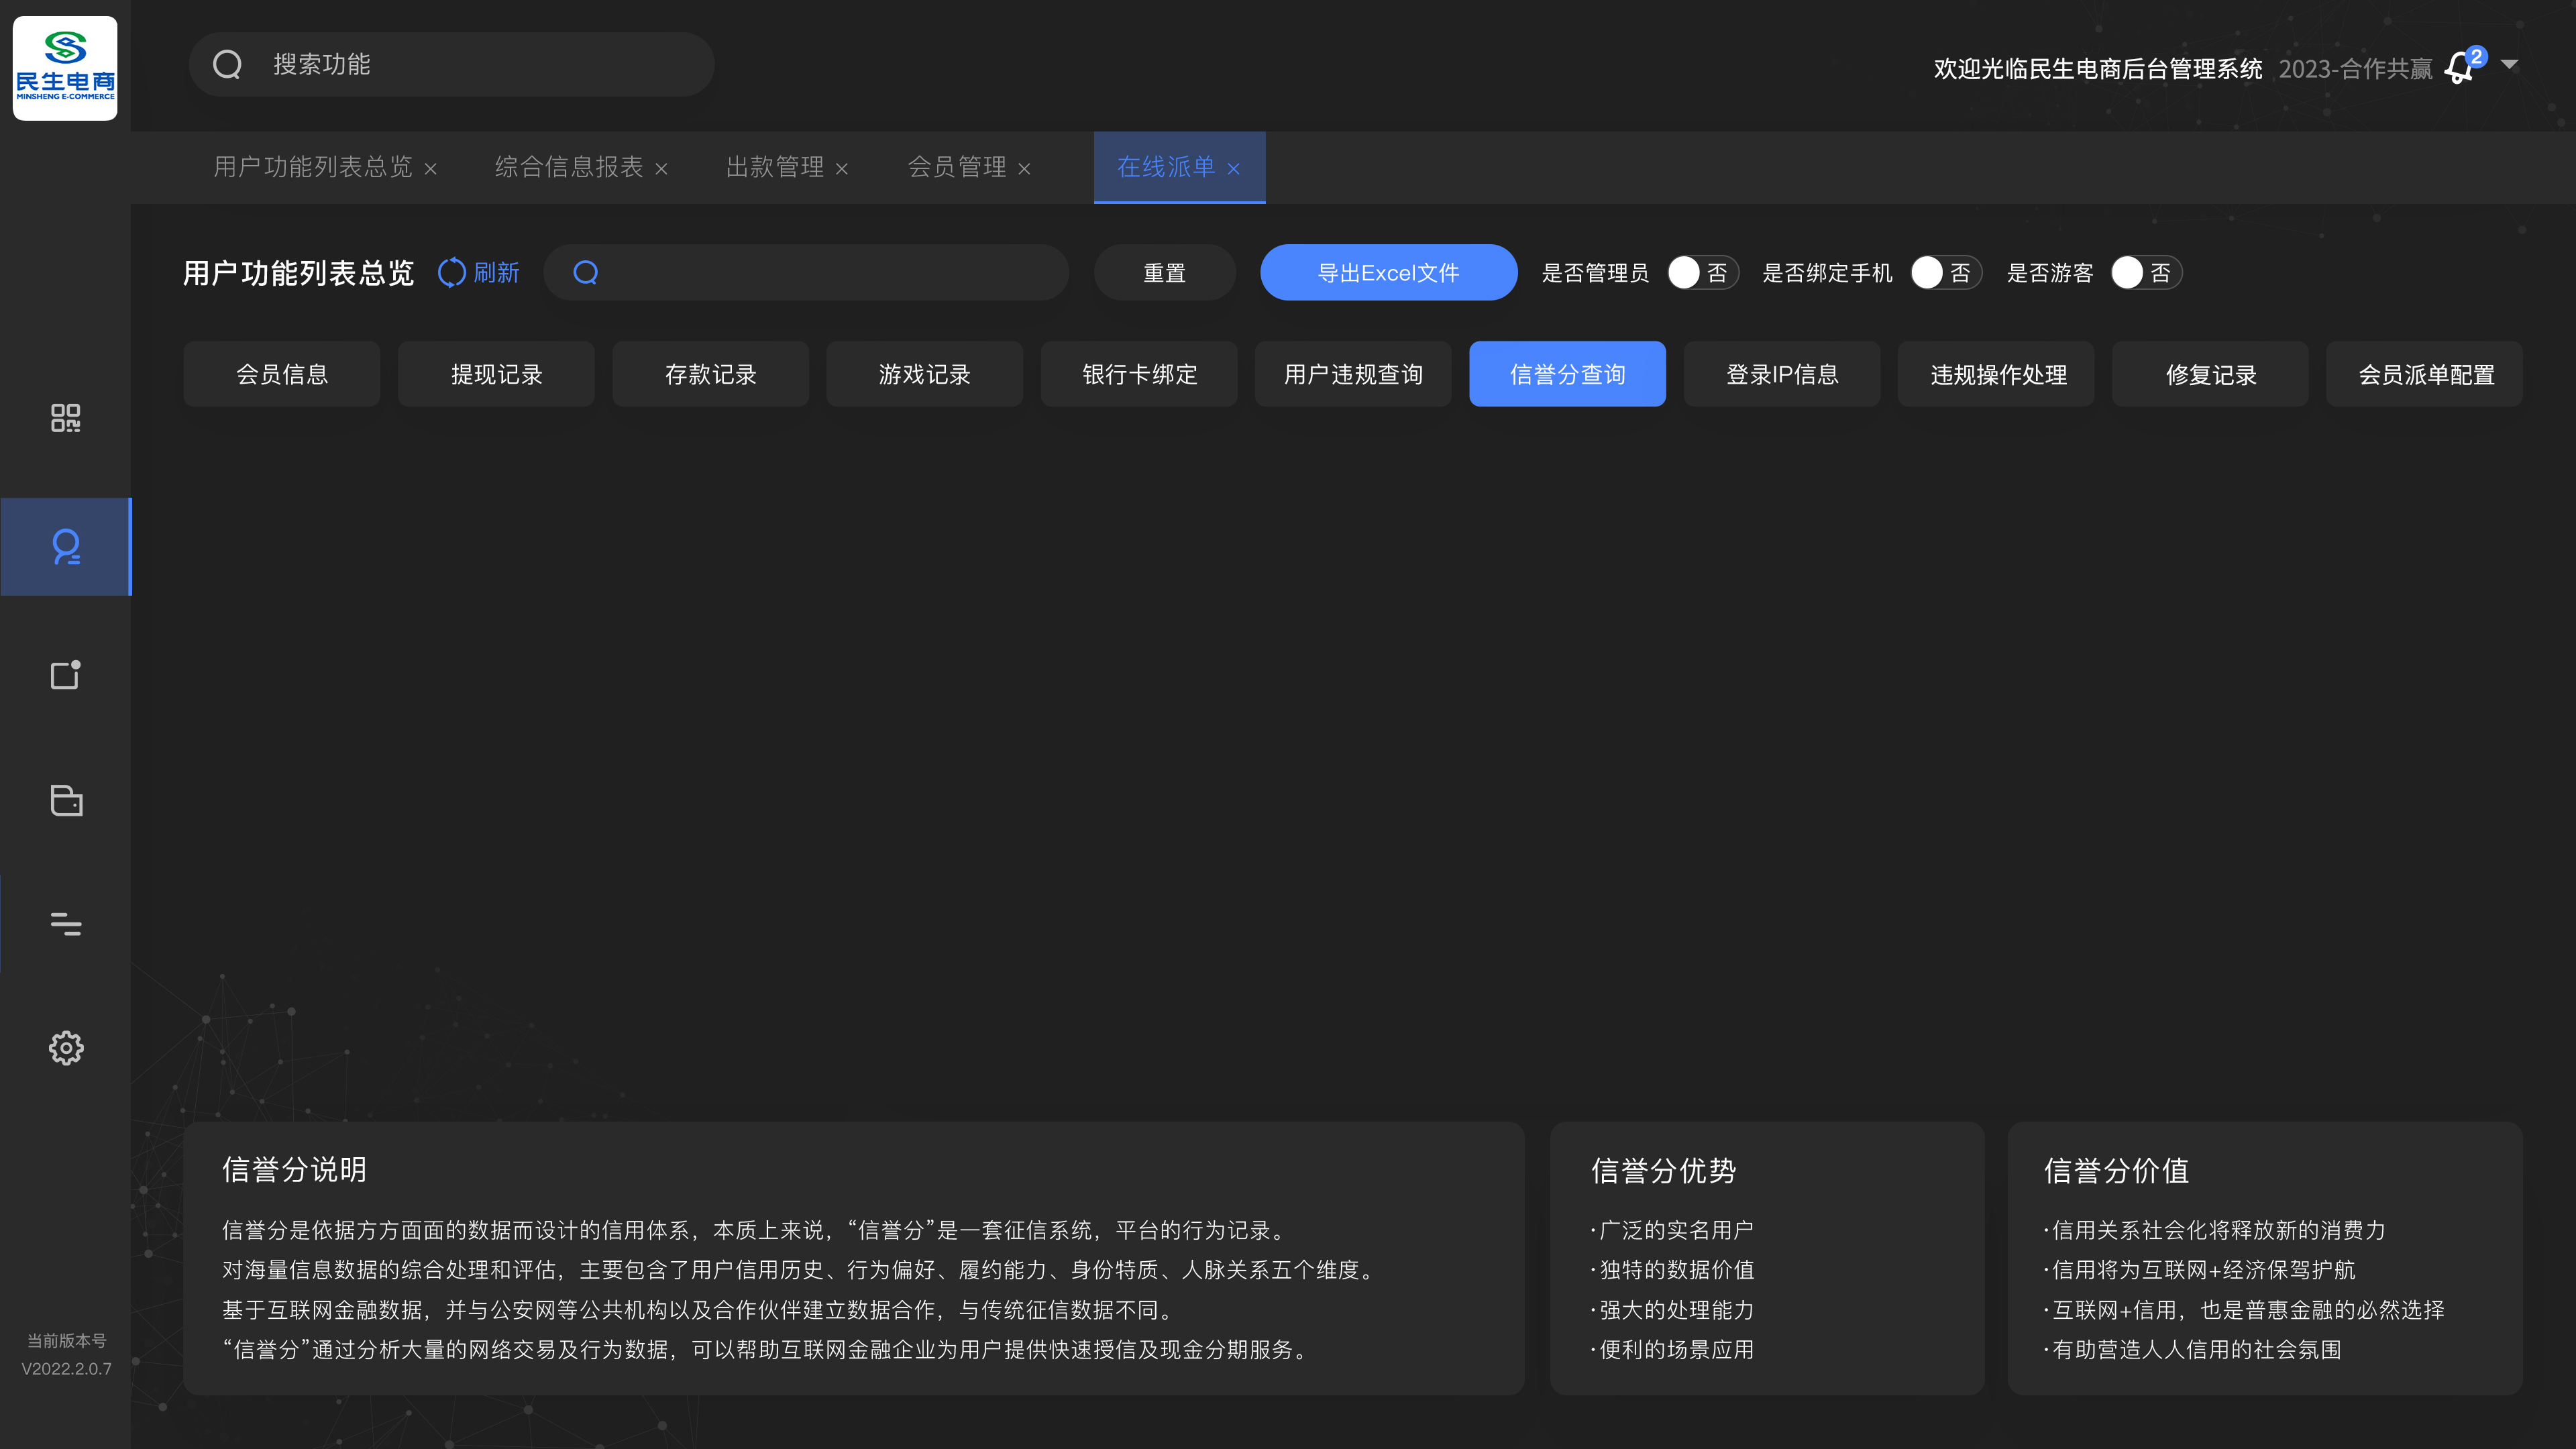 民生电商
MINSHENG E-COMMERCE
搜索功能
欢迎光临民生电商后台管理系统 2023-合作共赢 2
用户功能列表总览 × 综合信息报表 × 出款管理 × 会员管理 × 在线派单 ×
用户功能列表总览 刷新 重置 导出Excel文件 是否管理员 否 是否绑定手机 否 是否游客 否
会员信息 提现记录 存款记录 游戏记录 银行卡绑定 用户违规查询 信誉分查询 登录IP信息 违规操作处理 修复记录 会员派单配置
信誉分说明
信誉分是依据方方面面的数据而设计的信用体系，本质上来说，“信誉分”是一套征信系统，平台的行为记录。
对海量信息数据的综合处理和评估，主要包含了用户信用历史、行为偏好、履约能力、身份特质、人脉关系五个维度。
基于互联网金融数据，并与公安网等公共机构以及合作伙伴建立数据合作，与传统征信数据不同。
“信誉分”通过分析大量的网络交易及行为数据，可以帮助互联网金融企业为用户提供快速授信及现金分期服务。
信誉分优势
·广泛的实名用户
·独特的数据价值
·强大的处理能力
·便利的场景应用
信誉分价值
·信用关系社会化将释放新的消费力
·信用将为互联网+经济保驾护航
·互联网+信用，也是普惠金融的必然选择
·有助营造人人信用的社会氛围
当前版本号
V2022.2.0.7